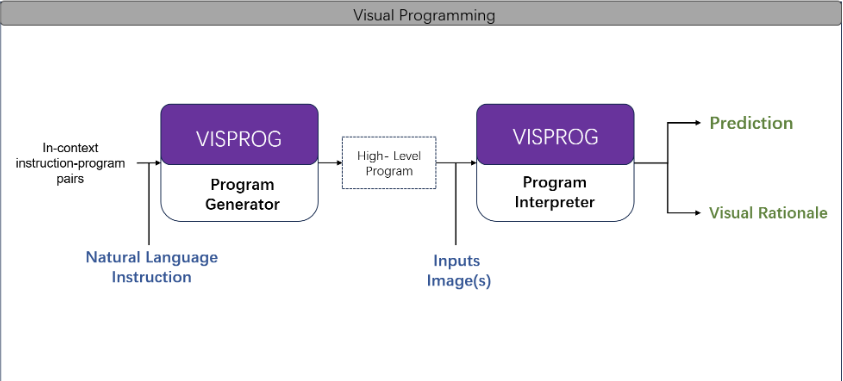 Visual Programming
In-context
instruction-program
pairs
VISPROG
Program
Generator
Natural Language
Instruction
High- Level
Program
VISPROG
Program
Interpreter
Inputs
Image(s)
Prediction
Visual Rationale